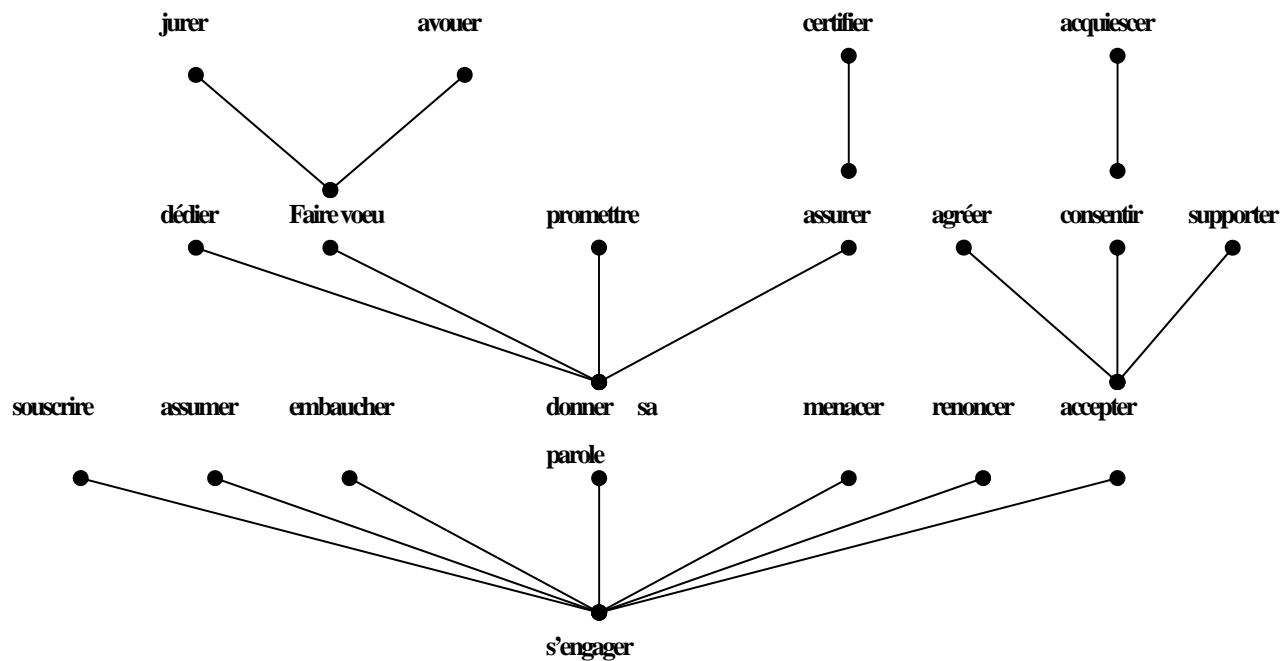 jurer avouer certifier acquiescer
dédier Faire voeu promettre assurer agréer consentir supporter
souscrire assumer embaucher donner sa menacer renoncer accepter
parole
s’engager